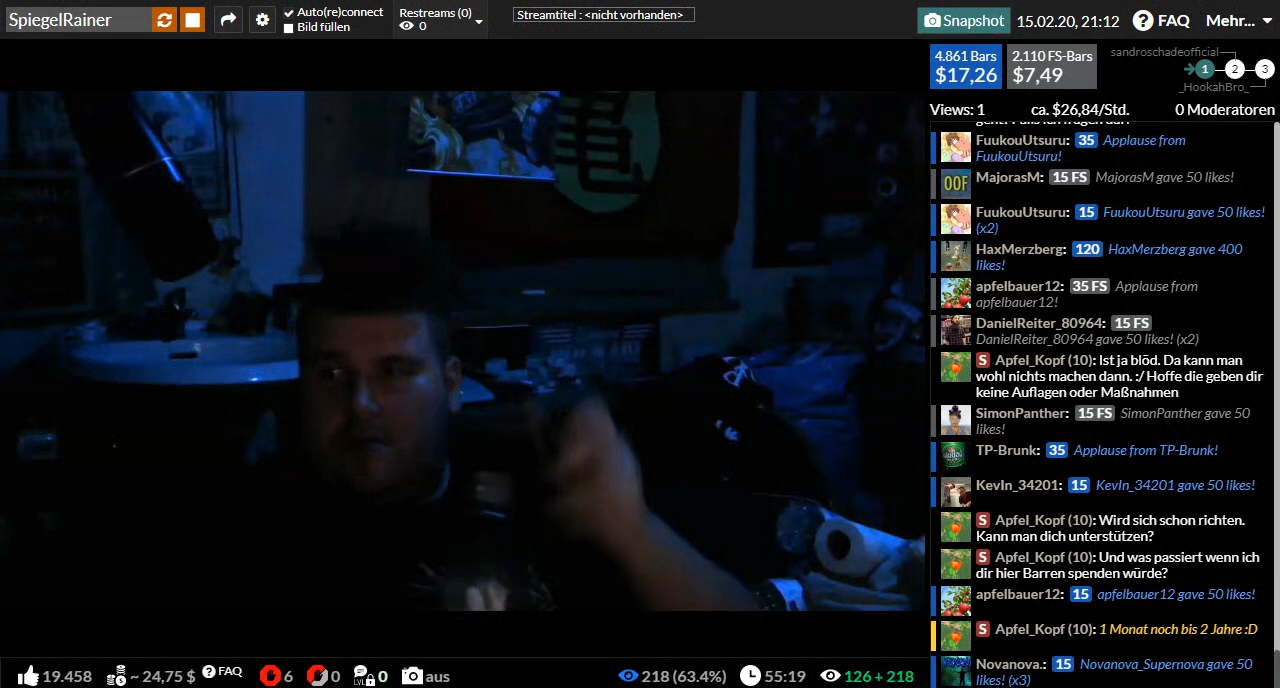 SpiegelRainer
Auto(re)connect
Bild füllen
Restreams (0)
0
Streamtitel : <nicht vorhanden>
Snapshot
15.02.20, 21:12
FAQ
Mehr...
4.861 Bars
$17,26
2.110 FS-Bars
$7,49
sandroschadeofficial
1 2 3
_HookahBro_
Views: 1
ca. $26,84/Std.
0 Moderatoren
FuukouUtsuru: 35 Applause from
FuukouUtsuru!
OOF
MajorasM: 15 FS MajorasM gave 50 likes!
FuukouUtsuru: 15 FuukouUtsuru gave 50 likes!
(x2)
HaxMerzberg: 120 HaxMerzberg gave 400
likes!
apfelbauer12: 35 FS Applause from
apfelbauer12!
DanielReiter_80964: 15 FS
DanielReiter_80964 gave 50 likes! (x2)
S Apfel_Kopf (10): Ist ja blöd. Da kann man
wohl nichts machen dann. :/ Hoffe die geben dir
keine Auflagen oder Maßnahmen
SimonPanther: 15 FS SimonPanther gave 50
likes!
TP-Brunk: 35 Applause from TP-Brunk!
KevIn_34201: 15 KevIn_34201 gave 50 likes!
S Apfel_Kopf (10): Wird sich schon richten.
Kann man dich unterstützen?
S Apfel_Kopf (10): Und was passiert wenn ich
dir hier Barren spenden würde?
apfelbauer12: 15 apfelbauer12 gave 50 likes!
S Apfel_Kopf (10): 1 Monat noch bis 2 Jahre :D
Novanova.: 15 Novanova_Supernova gave 50
likes! (x3)
亀
19.458
~ 24,75 $
FAQ
6
0
LVL
0
aus
218 (63.4%)
55:19
126 + 218